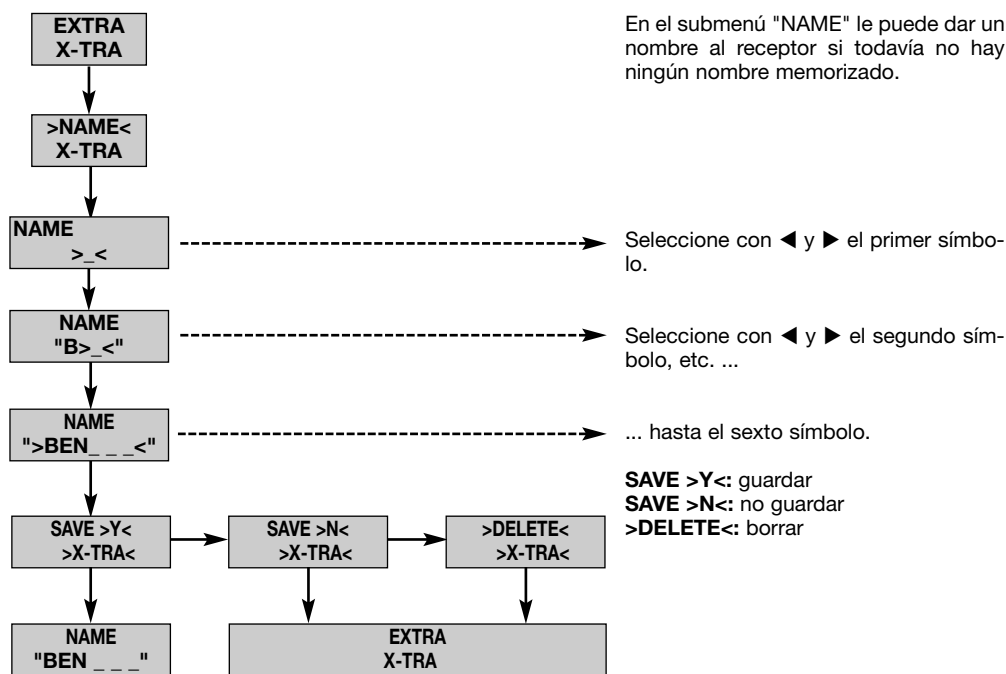 EXTRA
X-TRA
En el submenú "NAME" le puede dar un
nombre al receptor si todavía no hay
ningún nombre memorizado.
>NAME<
X-TRA
NAME
>_<
Seleccione con ◀ y ▶ el primer símbo-
lo.
NAME
"B>_<"
Seleccione con ◀ y ▶ el segundo sím-
bolo, etc. ...
NAME
">BEN_ _ _<"
... hasta el sexto símbolo.
SAVE >Y<: guardar
SAVE >N<: no guardar
>DELETE<: borrar
SAVE >Y<
>X-TRA<
SAVE >N<
>X-TRA<
>DELETE<
>X-TRA<
NAME
"BEN _ _ _"
EXTRA
X-TRA